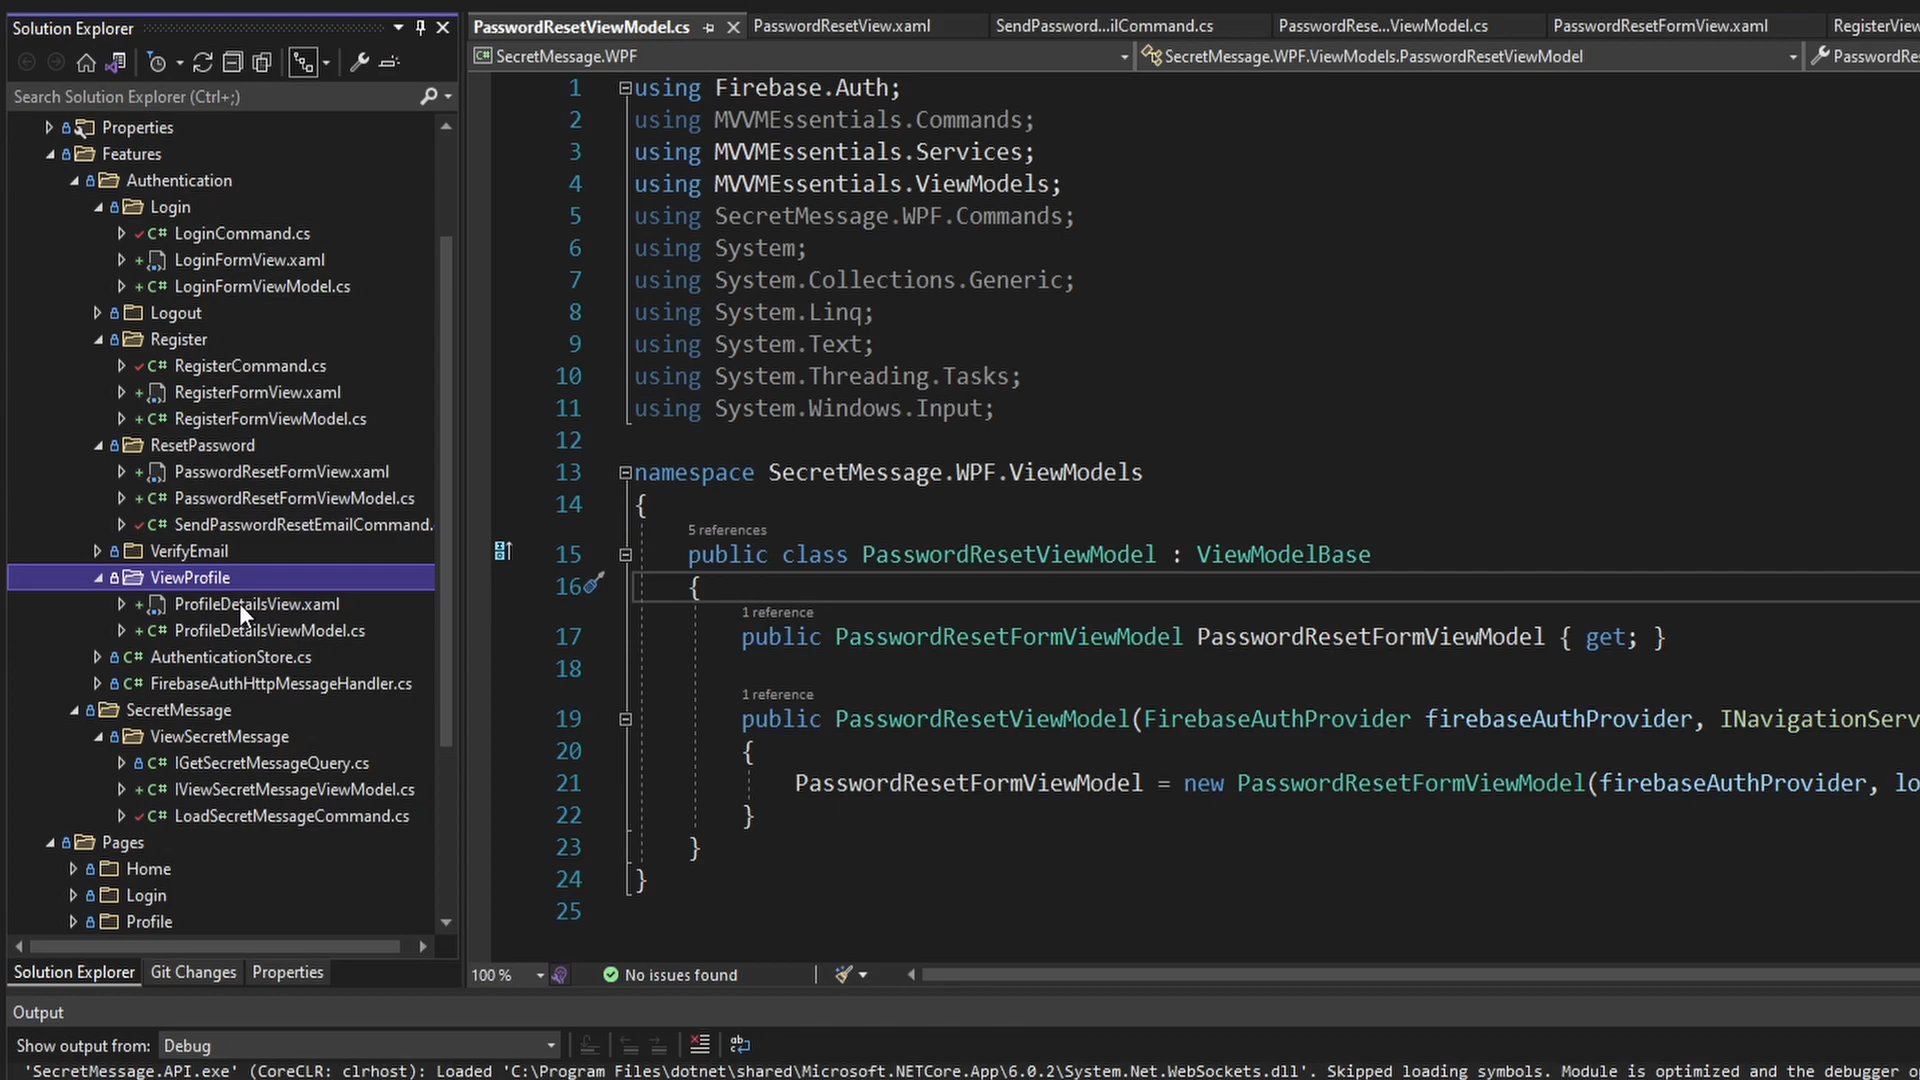 Solution Explorer
Search Solution Explorer (Ctrl+;)
Properties
Features
Authentication
Login
LoginCommand.cs
LoginFormView.xaml
LoginFormViewModel.cs
Logout
Register
RegisterCommand.cs
RegisterFormView.xaml
RegisterFormViewModel.cs
ResetPassword
PasswordResetFormView.xaml
PasswordResetFormViewModel.cs
SendPasswordResetEmailCommand.
VerifyEmail
ViewProfile
ProfileDetailsView.xaml
ProfileDetailsViewModel.cs
AuthenticationStore.cs
FirebaseAuthHttpMessageHandler.cs
SecretMessage
ViewSecretMessage
IGetSecretMessageQuery.cs
IViewSecretMessageViewModel.cs
LoadSecretMessageCommand.cs
Pages
Home
Login
Profile
Solution Explorer Git Changes Properties
PasswordResetViewModel.cs PasswordResetView.xaml SendPassword...ilCommand.cs PasswordRese...ViewModel.cs PasswordResetFormView.xaml RegisterView
SecretMessage.WPF SecretMessage.WPF.ViewModels.PasswordResetViewModel PasswordRes
1 using Firebase.Auth;
2 using MVVMEssentials.Commands;
3 using MVVMEssentials.Services;
4 using MVVMEssentials.ViewModels;
5 using SecretMessage.WPF.Commands;
6 using System;
7 using System.Collections.Generic;
8 using System.Linq;
9 using System.Text;
10 using System.Threading.Tasks;
11 using System.Windows.Input;
12
13 namespace SecretMessage.WPF.ViewModels
14 {
5 references
15 public class PasswordResetViewModel : ViewModelBase
16 {
1 reference
17 public PasswordResetFormViewModel PasswordResetFormViewModel { get; }
18
1 reference
19 public PasswordResetViewModel(FirebaseAuthProvider firebaseAuthProvider, INavigationServ
20 {
21 PasswordResetFormViewModel = new PasswordResetFormViewModel(firebaseAuthProvider, lo
22 }
23 }
24 }
25
100 % No issues found
Output
Show output from: Debug
'SecretMessage.API.exe' (CoreCLR: clrhost): Loaded 'C:\Program Files\dotnet\shared\Microsoft.NETCore.App\6.0.2\System.Net.WebSockets.dll'. Skipped loading symbols. Module is optimized and the debugger o